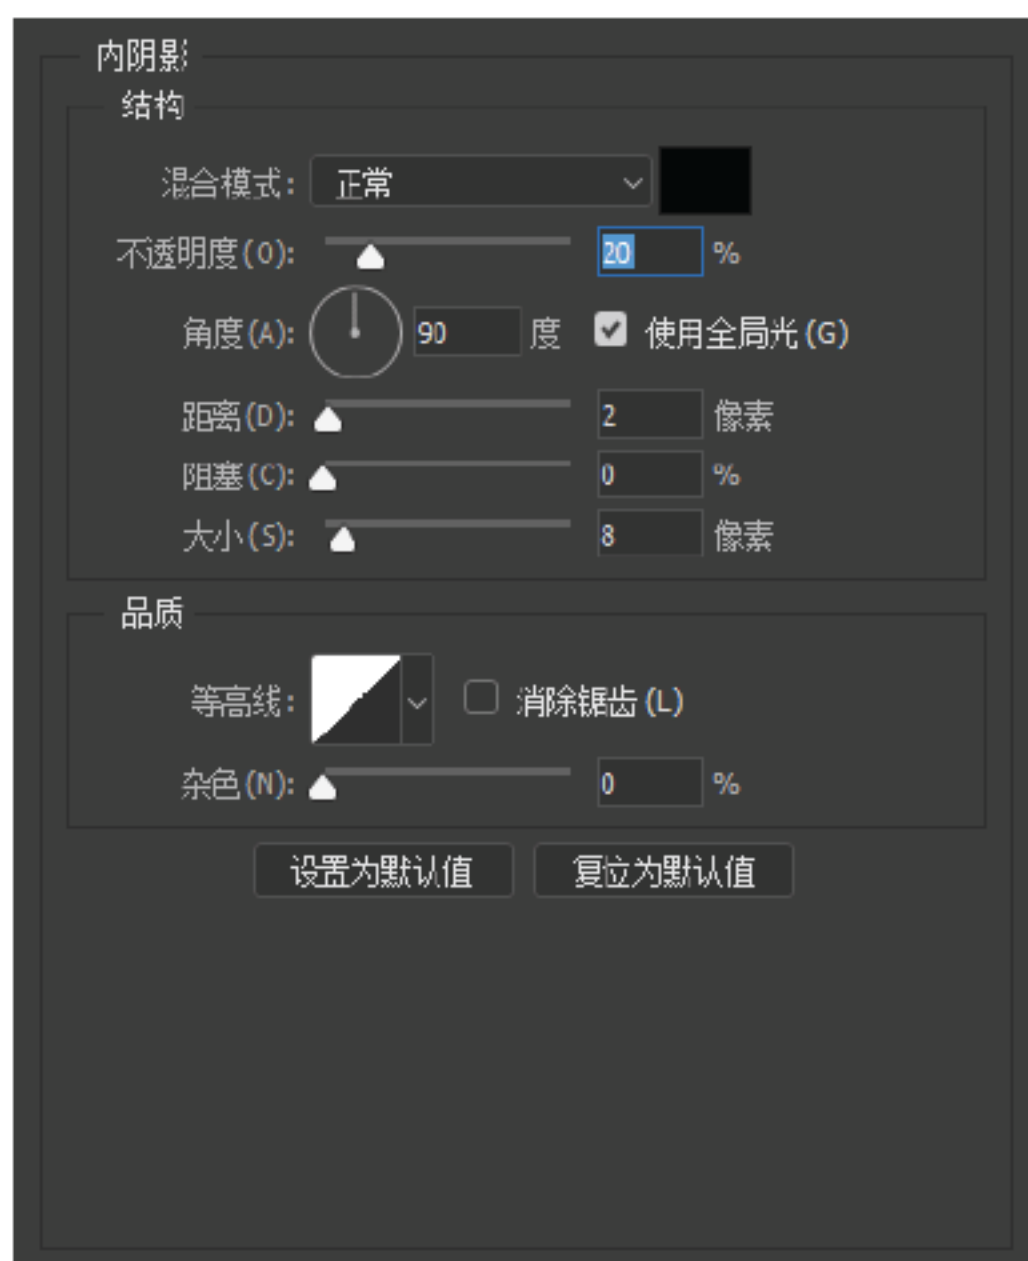 内阴影
结构
混合模式: 正常
不透明度(O): 20 %
角度(A): 90 度 使用全局光(G)
距离(D): 2 像素
阻塞(C): 0 %
大小(S): 8 像素
品质
等高线: 消除锯齿(L)
杂色(N): 0 %
设置为默认值 复位为默认值